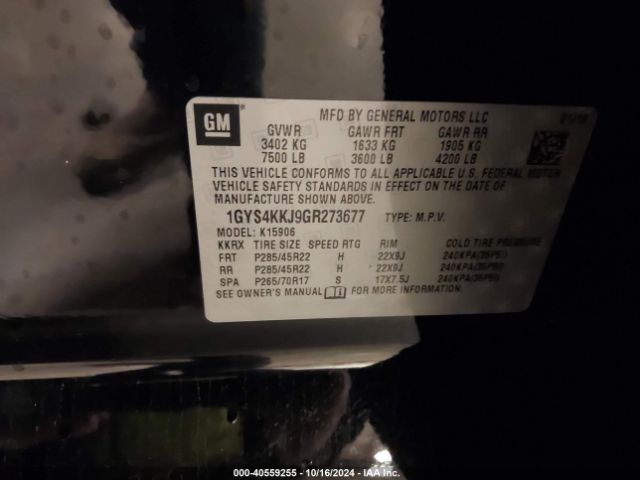 GM
MFD BY GENERAL MOTORS LLC 01/16
GVWR GAWR FRT GAWR RR
3402 KG 1633 KG 1905 KG
7500 LB 3600 LB 4200 LB
THIS VEHICLE CONFORMS TO ALL APPLICABLE U.S. FEDERAL MOTOR
VEHICLE SAFETY STANDARDS IN EFFECT ON THE DATE OF
MANUFACTURE SHOWN ABOVE.
1GYS4KKJ9GR273677 TYPE: M.P.V.
MODEL: K15906
KKRX TIRE SIZE SPEED RTG RIM COLD TIRE PRESSURE
FRT P285/45R22 H 22X9J 240KPA(35PSI)
RR P285/45R22 H 22X9J 240KPA(35PSI)
SPA P265/70R17 S 17X7.5J 240KPA(35PSI)
SEE OWNER'S MANUAL FOR MORE INFORMATION
000-40559255 - 10/16/2024 - IAA Inc.